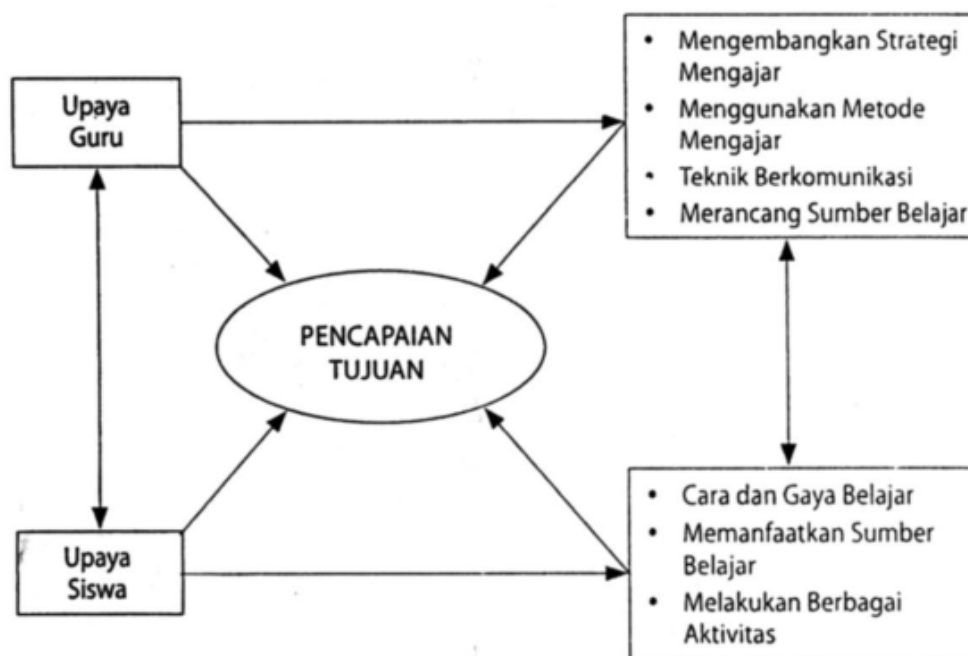 Upaya
Guru
• Mengembangkan Strategi
Mengajar
• Menggunakan Metode
Mengajar
• Teknik Berkomunikasi
• Merancang Sumber Belajar
PENCAPAIAN
TUJUAN
Upaya
Siswa
• Cara dan Gaya Belajar
• Memanfaatkan Sumber
Belajar
• Melakukan Berbagai
Aktivitas